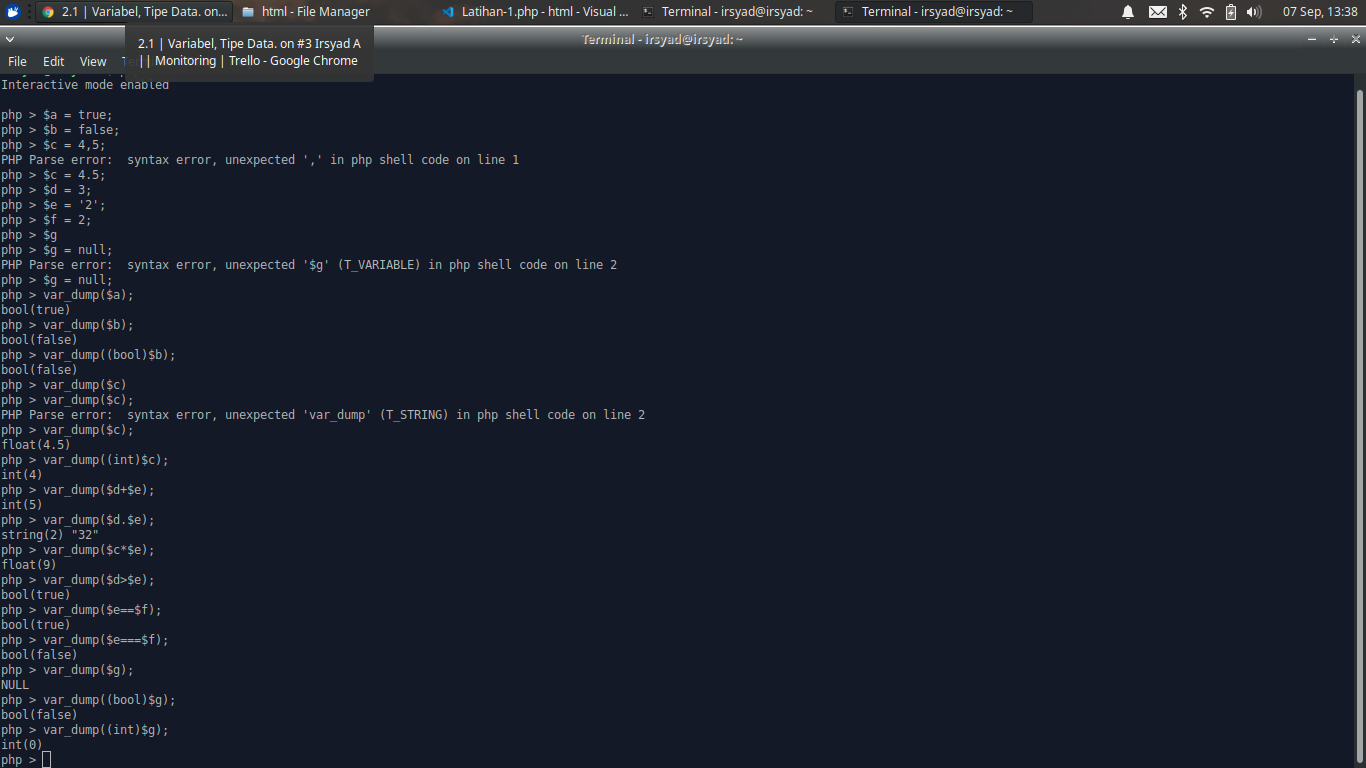 2.1 | Variabel, Tipe Data. on... html - File Manager Latihan-1.php - html - Visual ... Terminal - irsyad@irsyad: ~ Terminal - irsyad@irsyad: ~ 07 Sep, 13:38
Terminal - irsyad@irsyad: ~
2.1 | Variabel, Tipe Data. on #3 Irsyad A
|| Monitoring | Trello - Google Chrome
File Edit View
Interactive mode enabled
php > $a = true;
php > $b = false;
php > $c = 4,5;
PHP Parse error:  syntax error, unexpected ',' in php shell code on line 1
php > $c = 4.5;
php > $d = 3;
php > $e = '2';
php > $f = 2;
php > $g
php > $g = null;
PHP Parse error:  syntax error, unexpected '$g' (T_VARIABLE) in php shell code on line 2
php > $g = null;
php > var_dump($a);
bool(true)
php > var_dump($b);
bool(false)
php > var_dump((bool)$b);
bool(false)
php > var_dump($c)
php > var_dump($c);
PHP Parse error:  syntax error, unexpected 'var_dump' (T_STRING) in php shell code on line 2
php > var_dump($c);
float(4.5)
php > var_dump((int)$c);
int(4)
php > var_dump($d+$e);
int(5)
php > var_dump($d.$e);
string(2) "32"
php > var_dump($c*$e);
float(9)
php > var_dump($d>$e);
bool(true)
php > var_dump($e==$f);
bool(true)
php > var_dump($e===$f);
bool(false)
php > var_dump($g);
NULL
php > var_dump((bool)$g);
bool(false)
php > var_dump((int)$g);
int(0)
php >